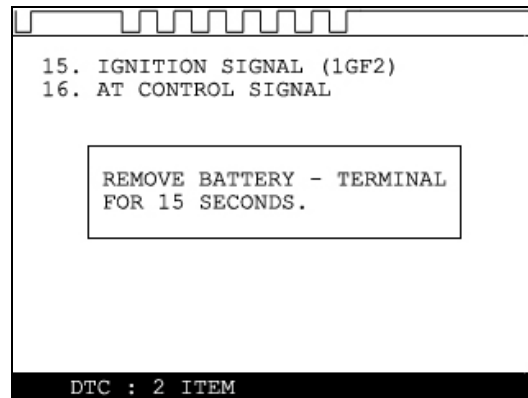 15. IGNITION SIGNAL (1GF2)
16. AT CONTROL SIGNAL
REMOVE BATTERY - TERMINAL
FOR 15 SECONDS.
DTC : 2 ITEM